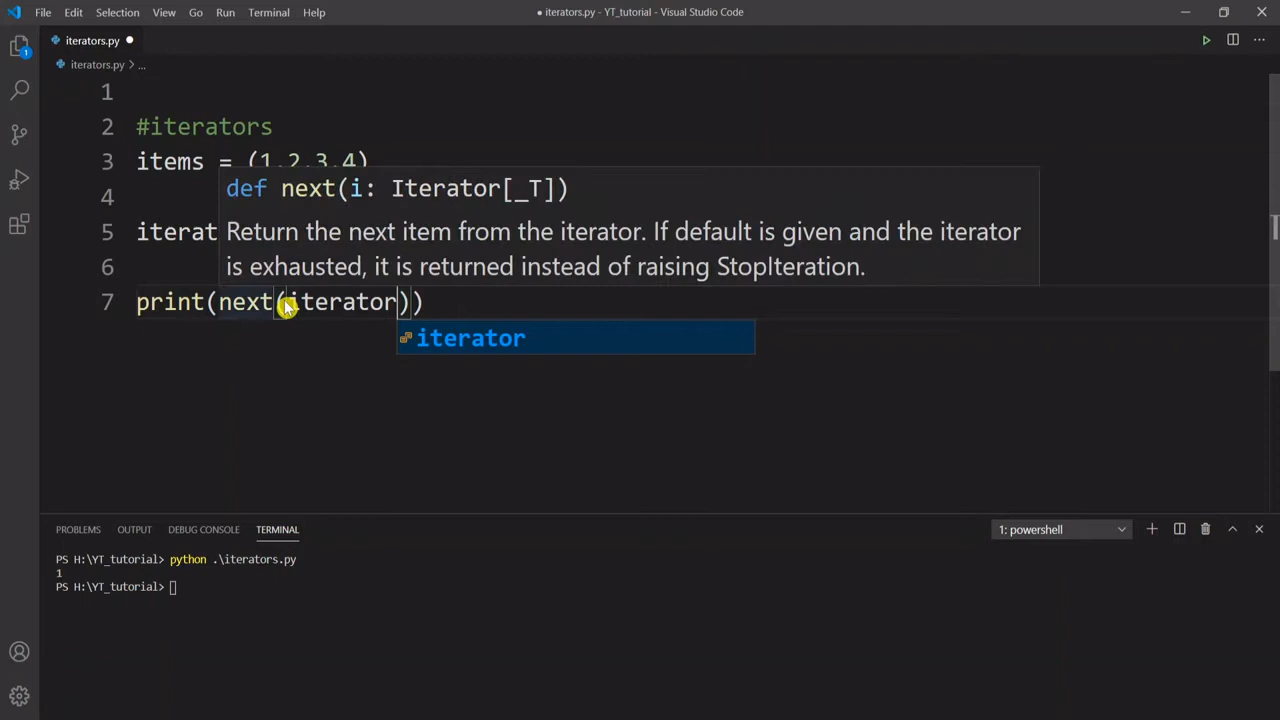 File Edit Selection View Go Run Terminal Help
● iterators.py - YT_tutorial - Visual Studio Code
iterators.py ●
iterators.py > ...
1
1
2 #iterators
3 items = (1,2,3,4)
def next(i: Iterator[_T])
4
5 iterat
Return the next item from the iterator. If default is given and the iterator
6
is exhausted, it is returned instead of raising StopIteration.
7 print(next(iterator))
iterator
PROBLEMS OUTPUT DEBUG CONSOLE TERMINAL
1: powershell
PS H:\YT_tutorial> python .\iterators.py
1
PS H:\YT_tutorial>